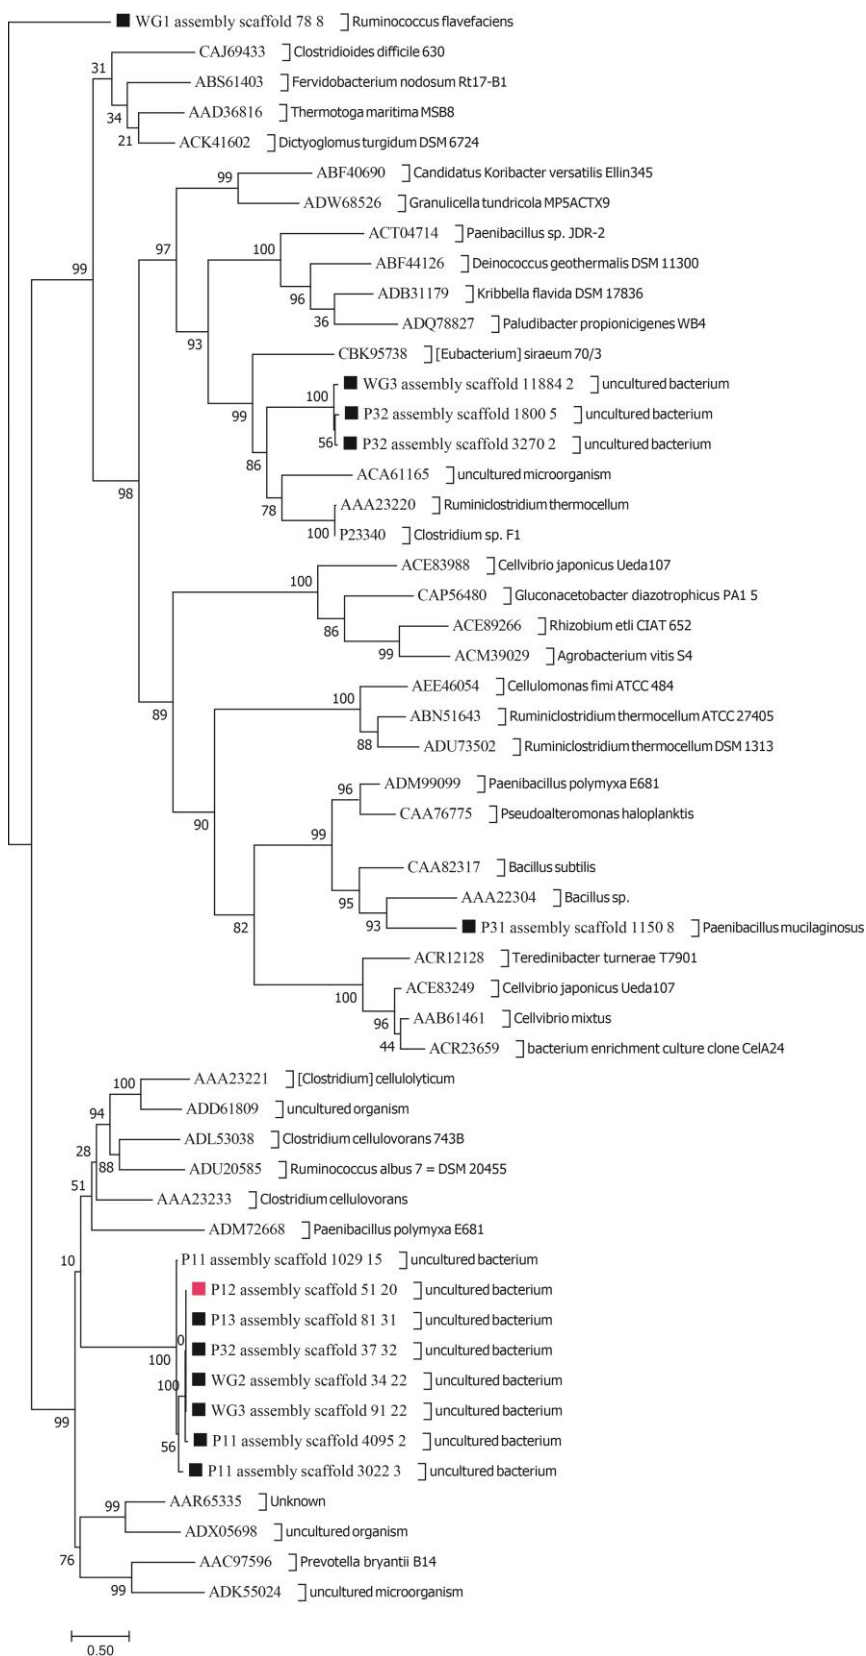 WG1 assembly scaffold 78 8 Ruminococcus flavefaciens
CAJ69433 Clostridioides difficile 630
31
ABS61403 Fervidobacterium nodosum Rt17-B1
AAD36816 Thermotoga maritima MSB8
34
21 ACK41602 Dictyoglomus turgidum DSM 6724
ABF40690 Candidatus Koribacter versatilis Ellin345
99
ADW68526 Granulicella tundricola MP5ACTX9
ACT04714 Paenibacillus sp. JDR-2
97 100
ABF44126 Deinococcus geothermalis DSM 11300
99
ADB31179 Kribbella flavida DSM 17836
96
36 ADQ78827 Paludibacter propionicigenes WB4
93
CBK95738 [Eubacterium] siraeum 70/3
WG3 assembly scaffold 11884 2 uncultured bacterium
100
P32 assembly scaffold 1800 5 uncultured bacterium
99
56 P32 assembly scaffold 3270 2 uncultured bacterium
86
ACA61165 uncultured microorganism
98
AAA23220 Ruminiclostridium thermocellum
78
100 P23340 Clostridium sp. F1
ACE83988 Cellvibrio japonicus Ueda107
100
CAP56480 Gluconacetobacter diazotrophicus PA1 5
ACE89266 Rhizobium etli CIAT 652
86
99 ACM39029 Agrobacterium vitis S4
AEE46054 Cellulomonas fimi ATCC 484
100
89
ABN51643 Ruminiclostridium thermocellum ATCC 27405
88 ADU73502 Ruminiclostridium thermocellum DSM 1313
ADM99099 Paenibacillus polymyxa E681
96
CAA76775 Pseudoalteromonas haloplanktis
90
99
CAA82317 Bacillus subtilis
AAA22304 Bacillus sp.
95
93 P31 assembly scaffold 1150 8 Paenibacillus mucilaginosus
82
ACR12128 Teredinibacter turnerae T7901
ACE83249 Cellvibrio japonicus Ueda107
100
AAB61461 Cellvibrio mixtus
96
44 ACR23659 bacterium enrichment culture clone CelA24
AAA23221 [Clostridium] cellulolyticum
100
ADD61809 uncultured organism
94
ADL53038 Clostridium cellulovorans 743B
28
88 ADU20585 Ruminococcus albus 7 = DSM 20455
51
AAA23233 Clostridium cellulovorans
ADM72668 Paenibacillus polymyxa E681
10 P11 assembly scaffold 1029 15 uncultured bacterium
P12 assembly scaffold 51 20 uncultured bacterium
P13 assembly scaffold 81 31 uncultured bacterium
0
P32 assembly scaffold 37 32 uncultured bacterium
100
WG2 assembly scaffold 34 22 uncultured bacterium
100
WG3 assembly scaffold 91 22 uncultured bacterium
99
P11 assembly scaffold 4095 2 uncultured bacterium
56
P11 assembly scaffold 3022 3 uncultured bacterium
AAR65335 Unknown
99
ADX05698 uncultured organism
AAC97596 Prevotella bryantii B14
76
99 ADK55024 uncultured microorganism
0.50